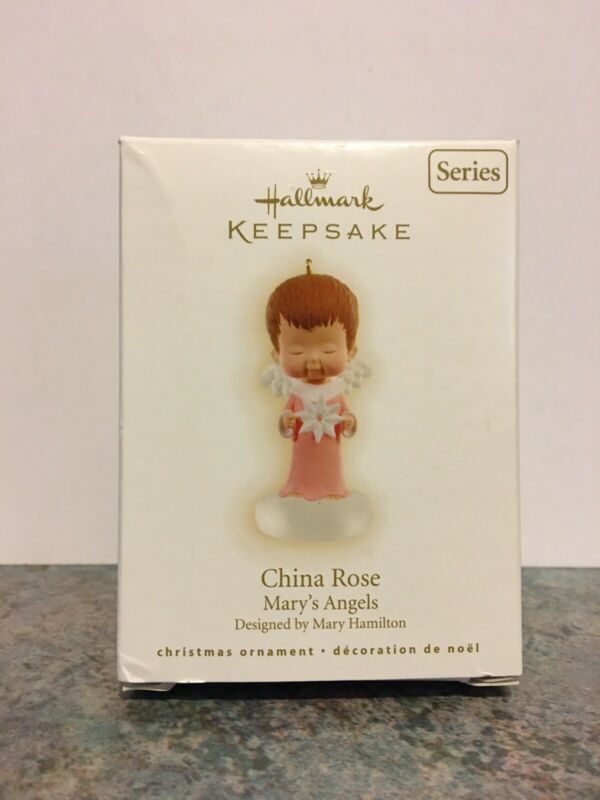 Series
Hallmark
KEEPSAKE
China Rose
Mary's Angels
Designed by Mary Hamilton
christmas ornament • décoration de noël